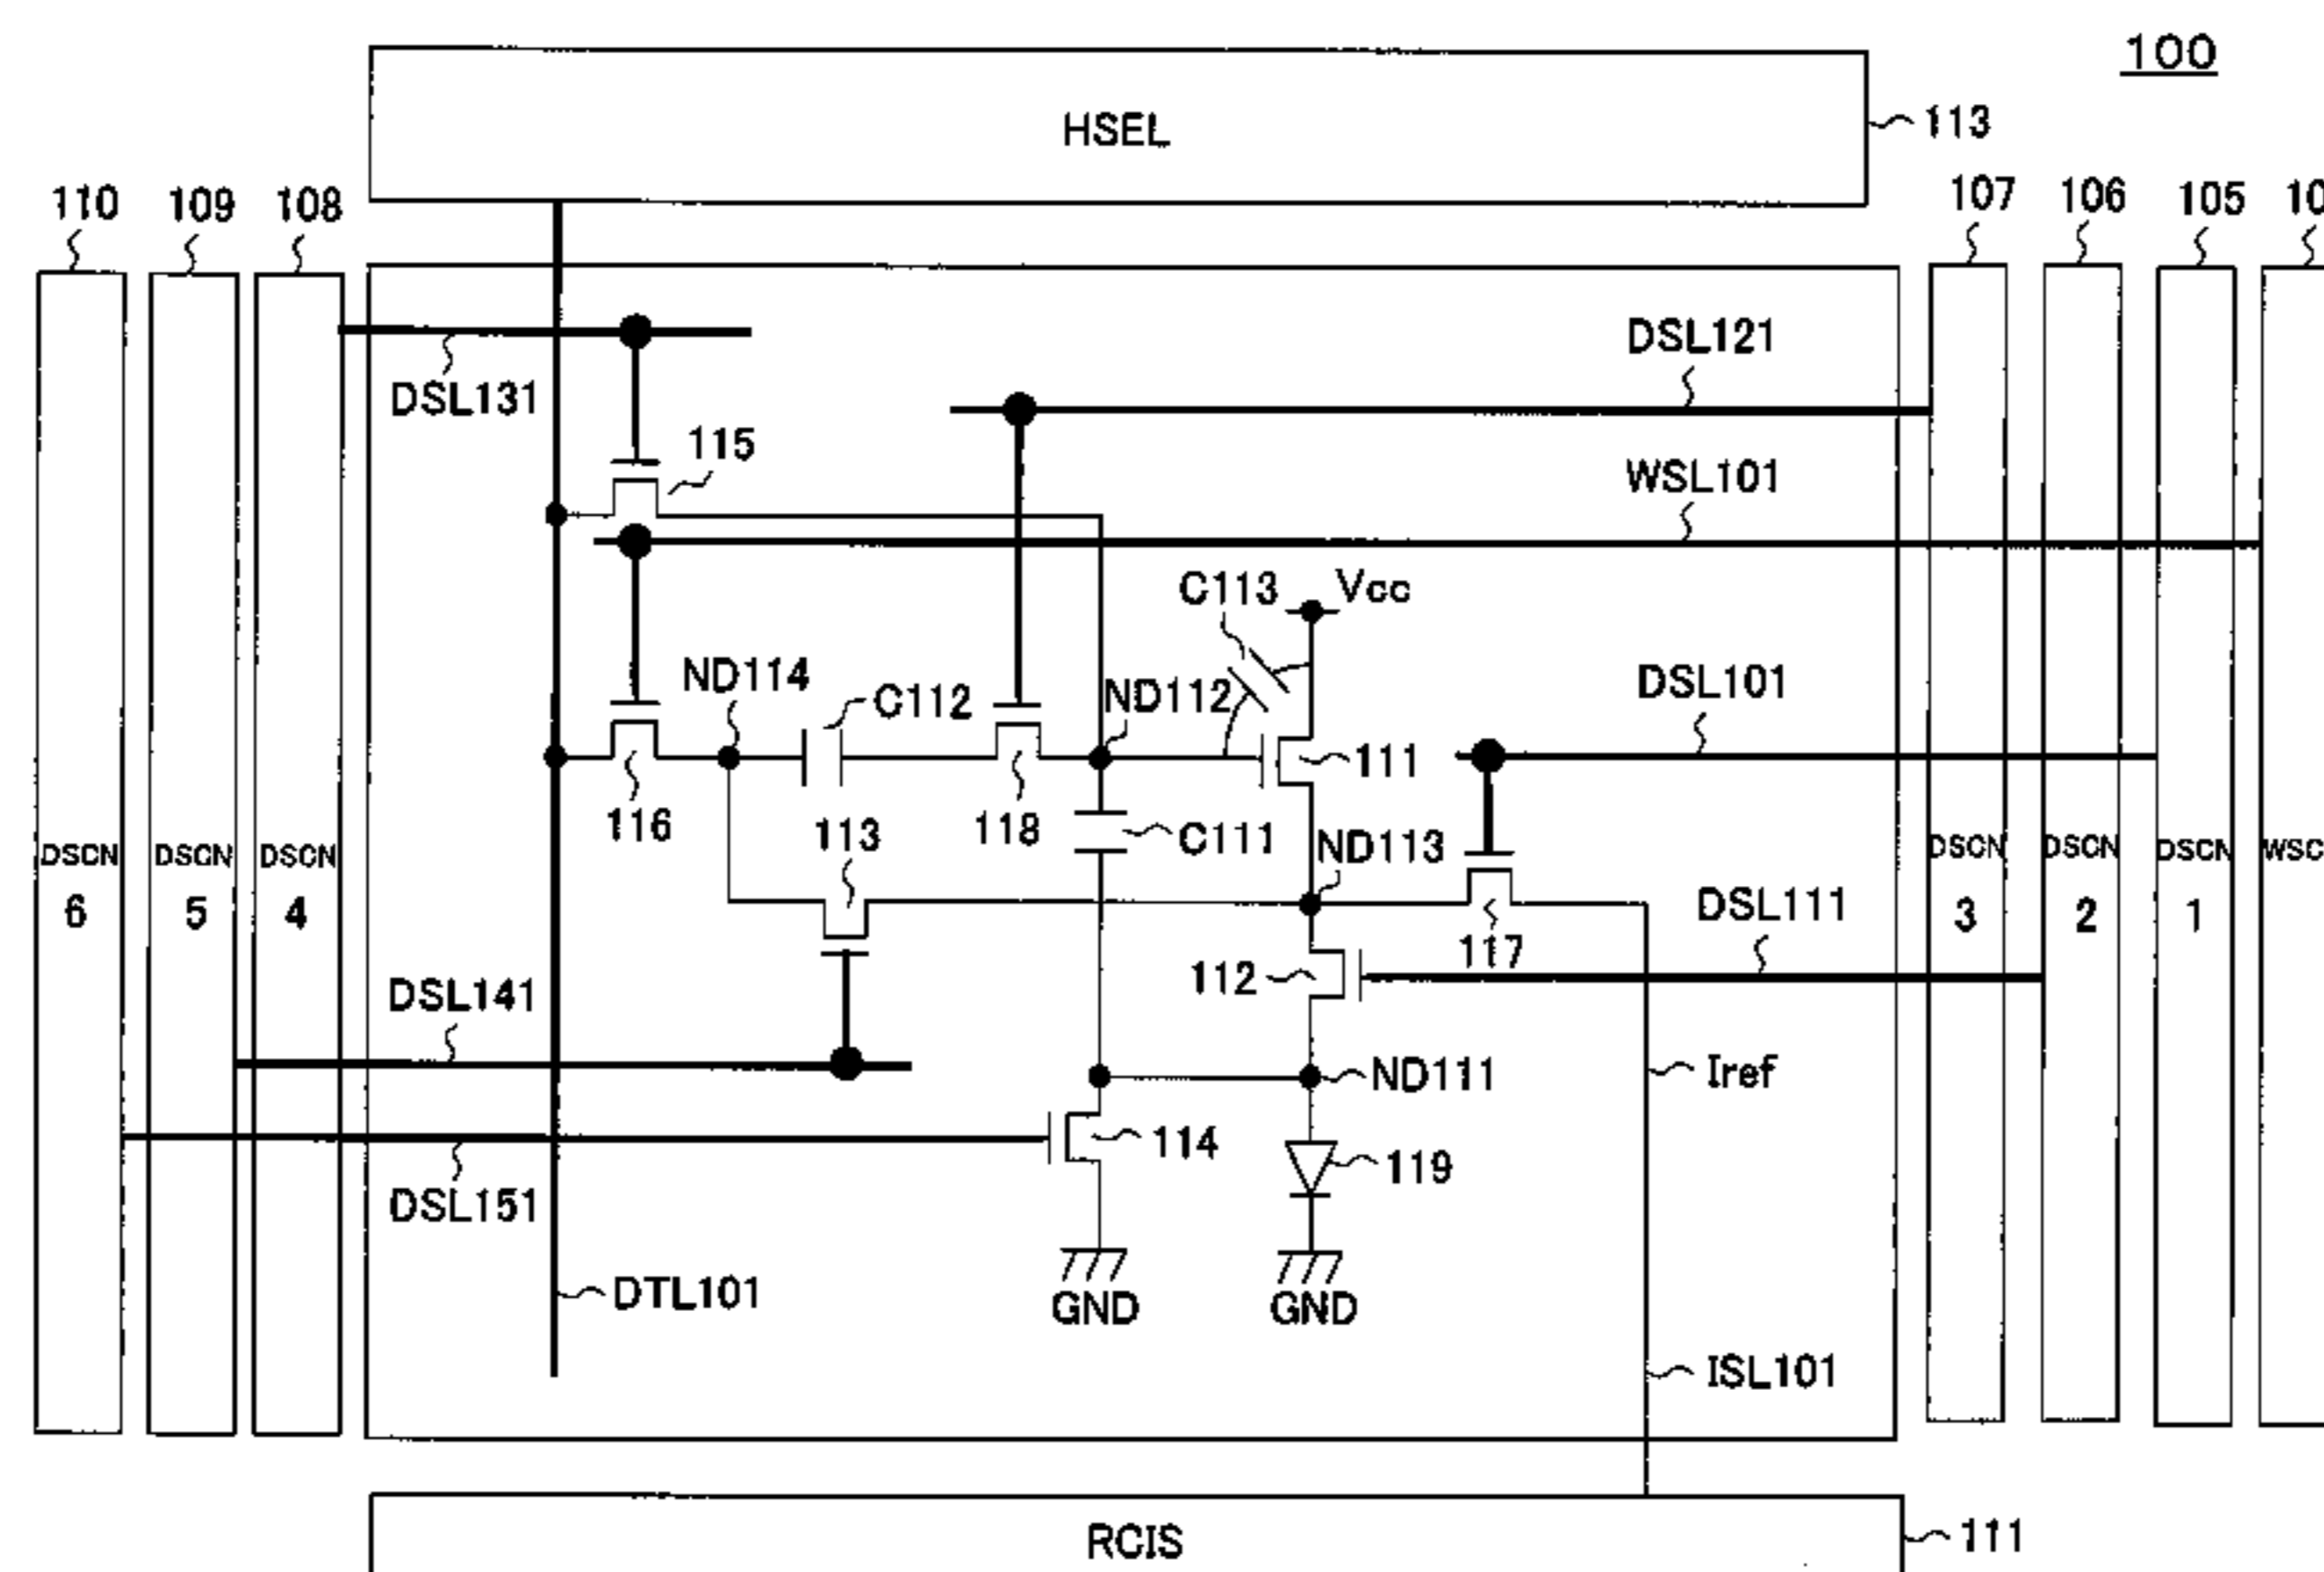 100
HSEL
113
110
109
108
107
106
105
DSL131
DSL121
115
WSL101
C113
Vcc
ND114
C112
ND112
DSL101
111
116
113
118
C111
ND113
DSCN
6
DSCN
5
DSCN
4
DSCN
3
DSCN
2
DSCN
1
117
DSL111
112
DSL141
ND111
Iref
114
119
DSL151
DTL101
GND
GND
ISL101
RCIS
111